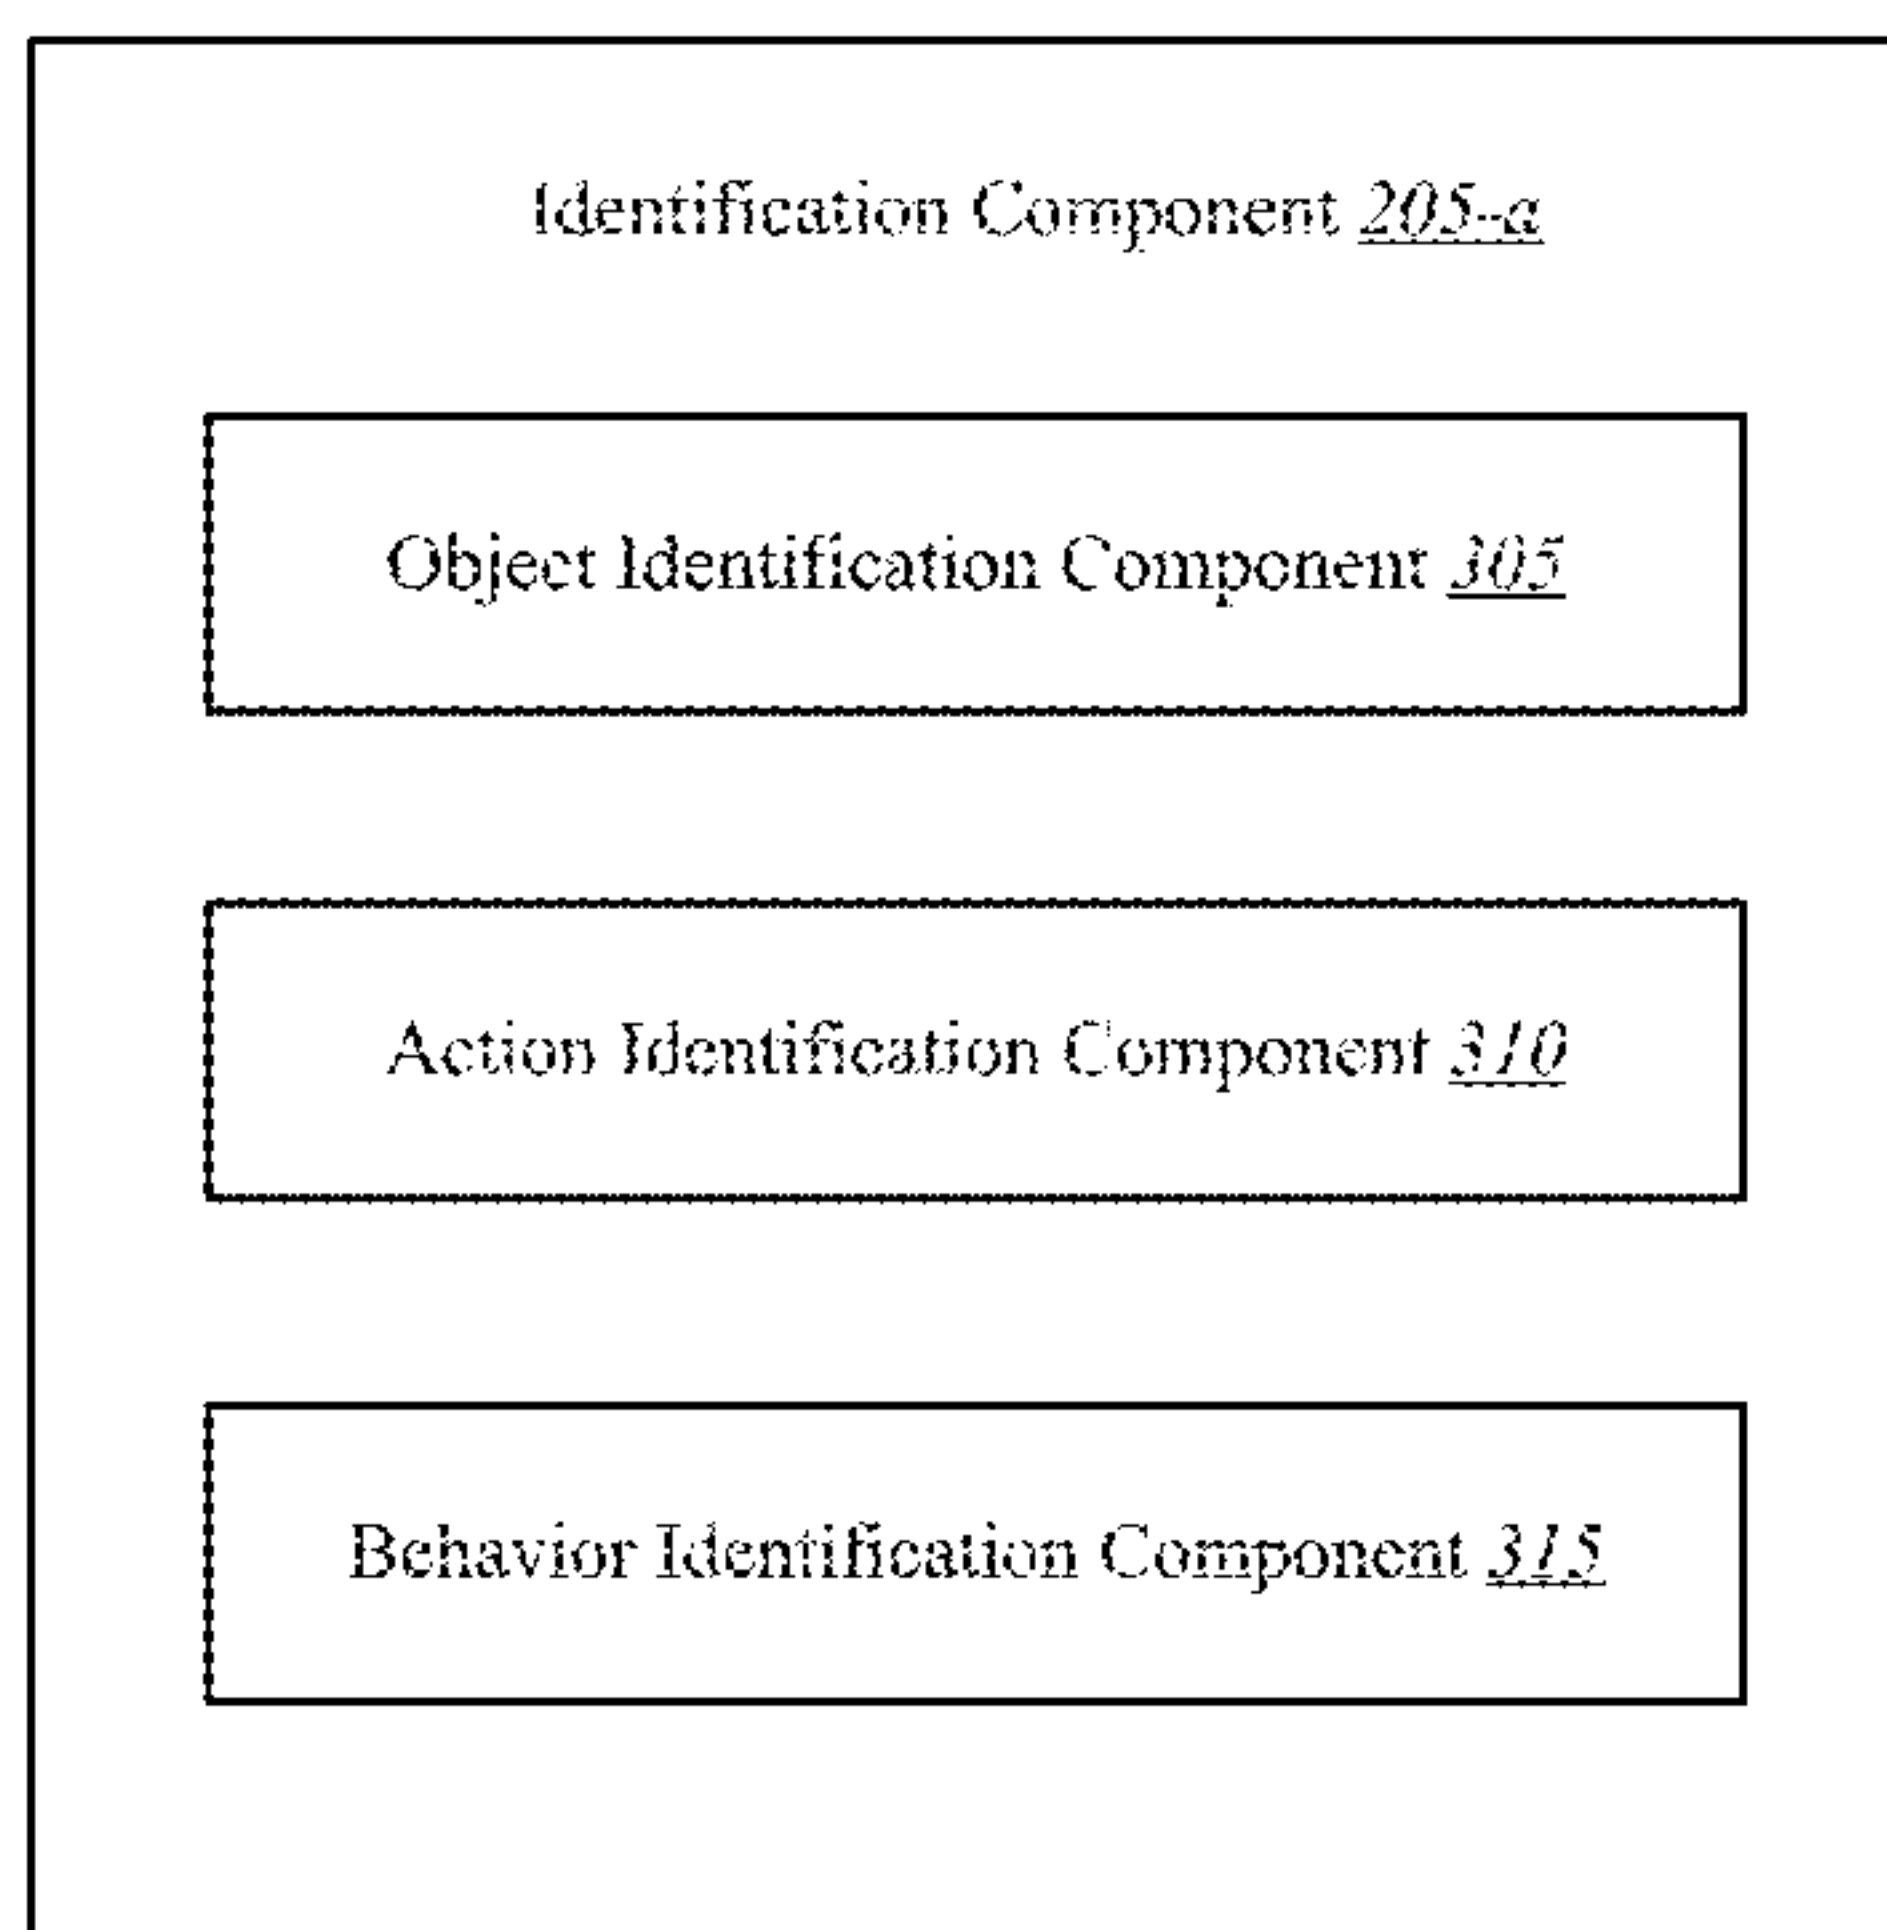 Identification Component 205-a
Object Identification Component 305
Action Identification Component 310
Behavior Identification Component 315